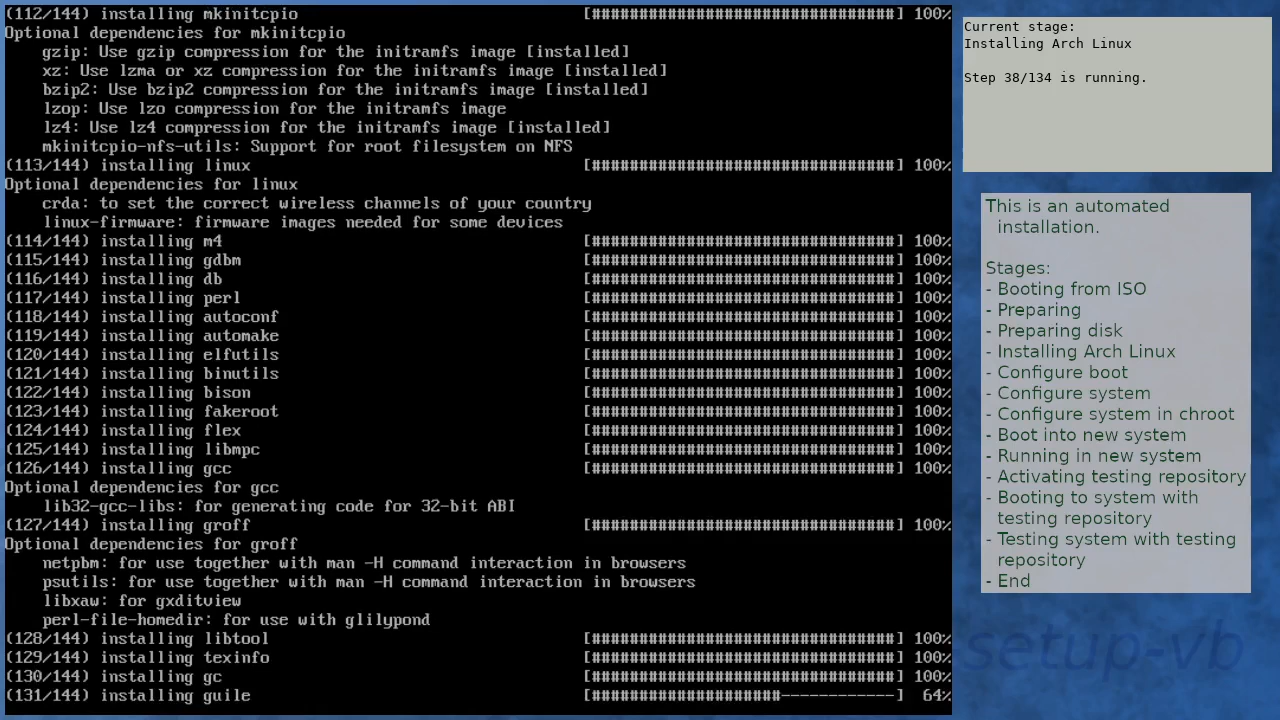 (112/144) installing mkinitcpio [################################] 100%
Optional dependencies for mkinitcpio
gzip: Use gzip compression for the initramfs image [installed]
xz: Use lzma or xz compression for the initramfs image [installed]
bzip2: Use bzip2 compression for the initramfs image [installed]
lzop: Use lzo compression for the initramfs image
lz4: Use lz4 compression for the initramfs image [installed]
mkinitcpio-nfs-utils: Support for root filesystem on NFS
(113/144) installing linux [################################] 100%
Optional dependencies for linux
crda: to set the correct wireless channels of your country
linux-firmware: firmware images needed for some devices
(114/144) installing m4 [################################] 100%
(115/144) installing gdbm [################################] 100%
(116/144) installing db [################################] 100%
(117/144) installing perl [################################] 100%
(118/144) installing autoconf [################################] 100%
(119/144) installing automake [################################] 100%
(120/144) installing elfutils [################################] 100%
(121/144) installing binutils [################################] 100%
(122/144) installing bison [################################] 100%
(123/144) installing fakeroot [################################] 100%
(124/144) installing flex [################################] 100%
(125/144) installing libmpc [################################] 100%
(126/144) installing gcc [################################] 100%
Optional dependencies for gcc
lib32-gcc-libs: for generating code for 32-bit ABI
(127/144) installing groff [################################] 100%
Optional dependencies for groff
netpbm: for use together with man -H command interaction in browsers
psutils: for use together with man -H command interaction in browsers
libxaw: for gxditview
perl-file-homedir: for use with glilypond
(128/144) installing libtool [################################] 100%
(129/144) installing texinfo [################################] 100%
(130/144) installing gc [################################] 100%
(131/144) installing guile [####################------------] 64%
Current stage:
Installing Arch Linux
Step 38/134 is running.
This is an automated
installation.
Stages:
- Booting from ISO
- Preparing
- Preparing disk
- Installing Arch Linux
- Configure boot
- Configure system
- Configure system in chroot
- Boot into new system
- Running in new system
- Activating testing repository
- Booting to system with
testing repository
- Testing system with testing
repository
- End
setup-vb